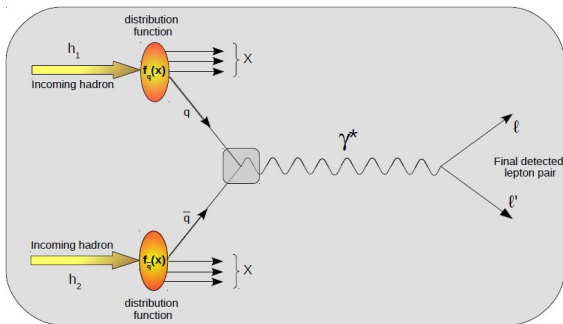 distribution
function
h₁
f_q(x)
X
Incoming hadron
q
γ*
ℓ
Final detected
lepton pair
ℓ'
q̄
Incoming hadron
f_q̄(x)
X
h₂
distribution
function